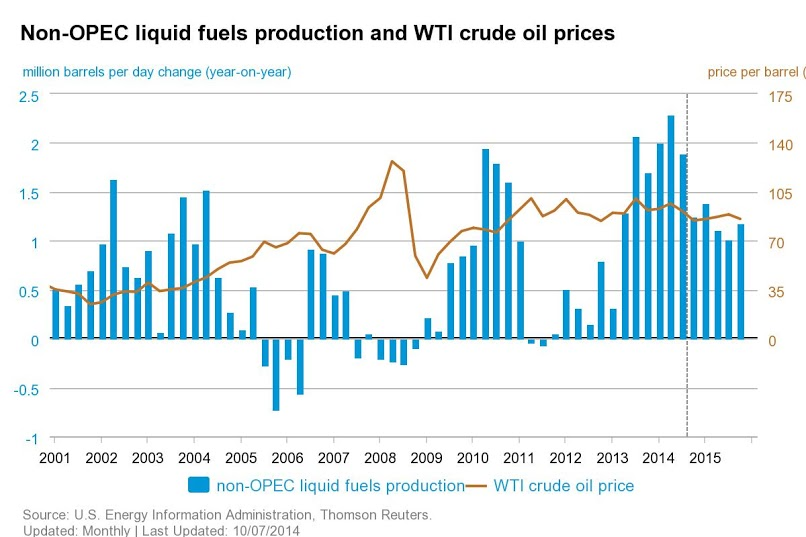 Non-OPEC liquid fuels production and WTI crude oil prices
million barrels per day change (year-on-year)
price per barrel (
2.5
175
2
140
1.5
105
1
70
0.5
35
0
0
-0.5
-1
2001 2002 2003 2004 2005 2006 2007 2008 2009 2010 2011 2012 2013 2014 2015
non-OPEC liquid fuels production WTI crude oil price
Source: U.S. Energy Information Administration, Thomson Reuters.
Updated: Monthly | Last Updated: 10/07/2014